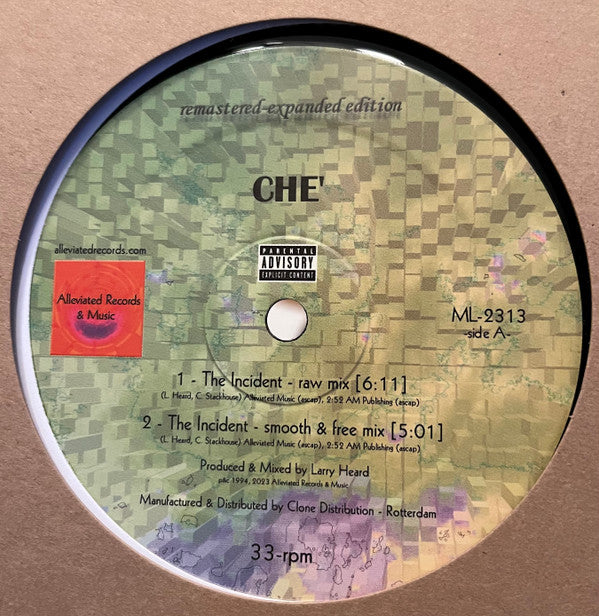 remastered-expanded edition
CHE'
alleviatedrecords.com
PARENTAL
ADVISORY
EXPLICIT CONTENT
Alleviated Records
& Music
ML-2313
-side A-
1 - The Incident - raw mix [6:11]
(L. Heard, C. Stackhouse) Alleviated Music (ascap), 2:52 AM Publishing (ascap)
2 - The Incident - smooth & free mix [5:01]
(L. Heard, C. Stackhouse) Alleviated Music (ascap), 2:52 AM Publishing (ascap)
Produced & Mixed by Larry Heard
p&c 1994, 2023 Alleviated Records & Music
Manufactured & Distributed by Clone Distribution - Rotterdam
33-rpm